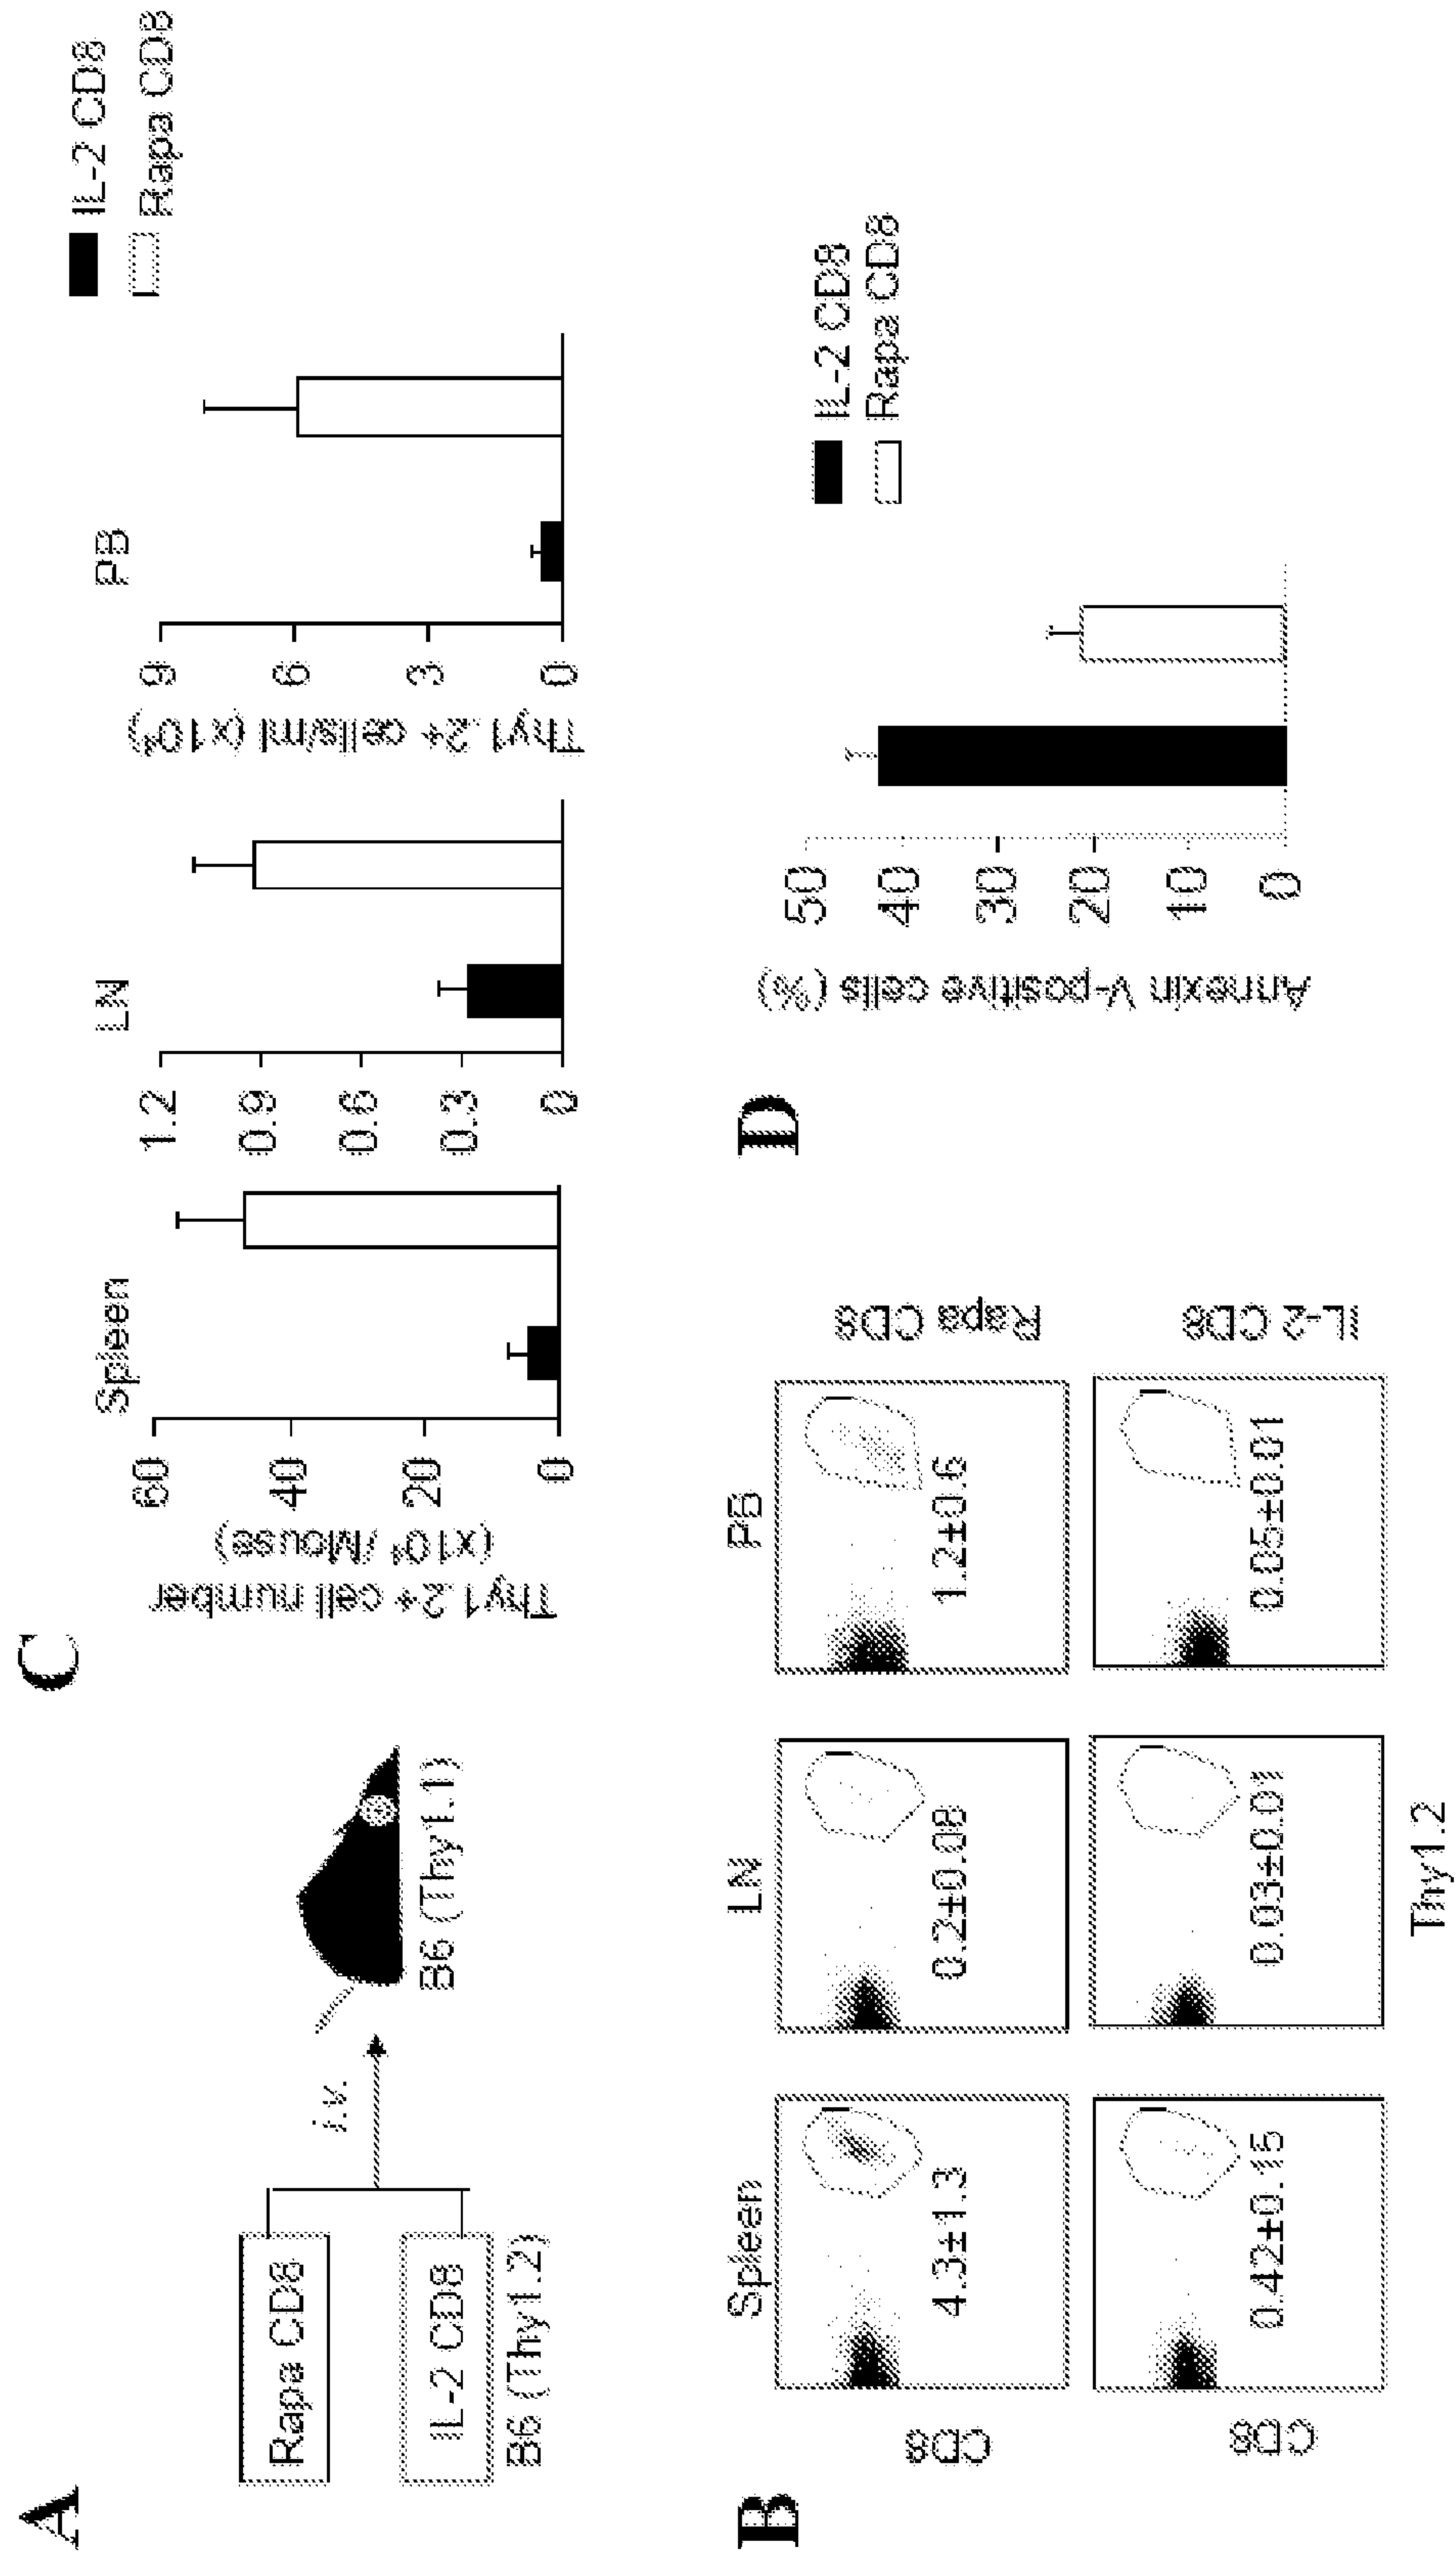 A
Rapa CD8
IL-2 CD8
B6 (Thy1.2)
i.v.
B6 (Thy1.1)
C
Thy1.2+ cell number
(x10⁴ /Mouse)
Spleen
60
40
20
0
LN
1.2
0.9
0.6
0.3
0
PB
Thy1.2+ cells/ml (x10⁴)
9
6
3
0
IL-2 CD8
Rapa CD8
B
Spleen
LN
PB
CD8
4.3±1.3
0.2±0.08
1.2±0.6
Rapa CD8
CD8
0.42±0.15
0.03±0.01
0.05±0.01
IL-2 CD8
Thy1.2
D
Annexin V-positive cells (%)
50
40
30
20
10
0
IL-2 CD8
Rapa CD8